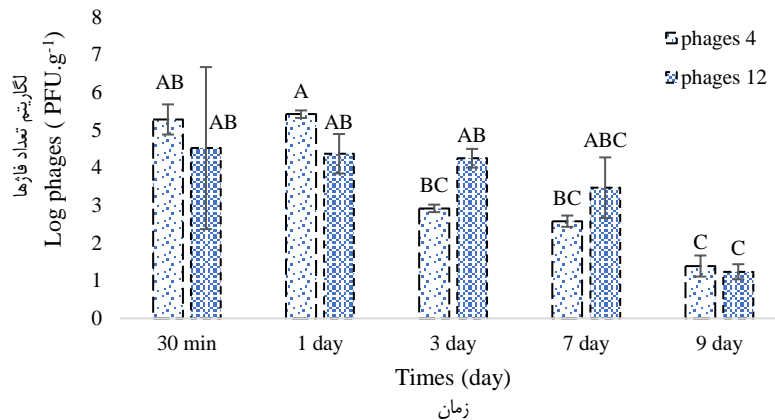 8
7
6
5
4
3
2
1
0
لگاریتم تعداد فاژها
Log phages ( PFU.g-1)
phages 4
phages 12
AB
AB
A
AB
BC
AB
BC
ABC
C
C
30 min
1 day
3 day
7 day
9 day
Times (day)
زمان